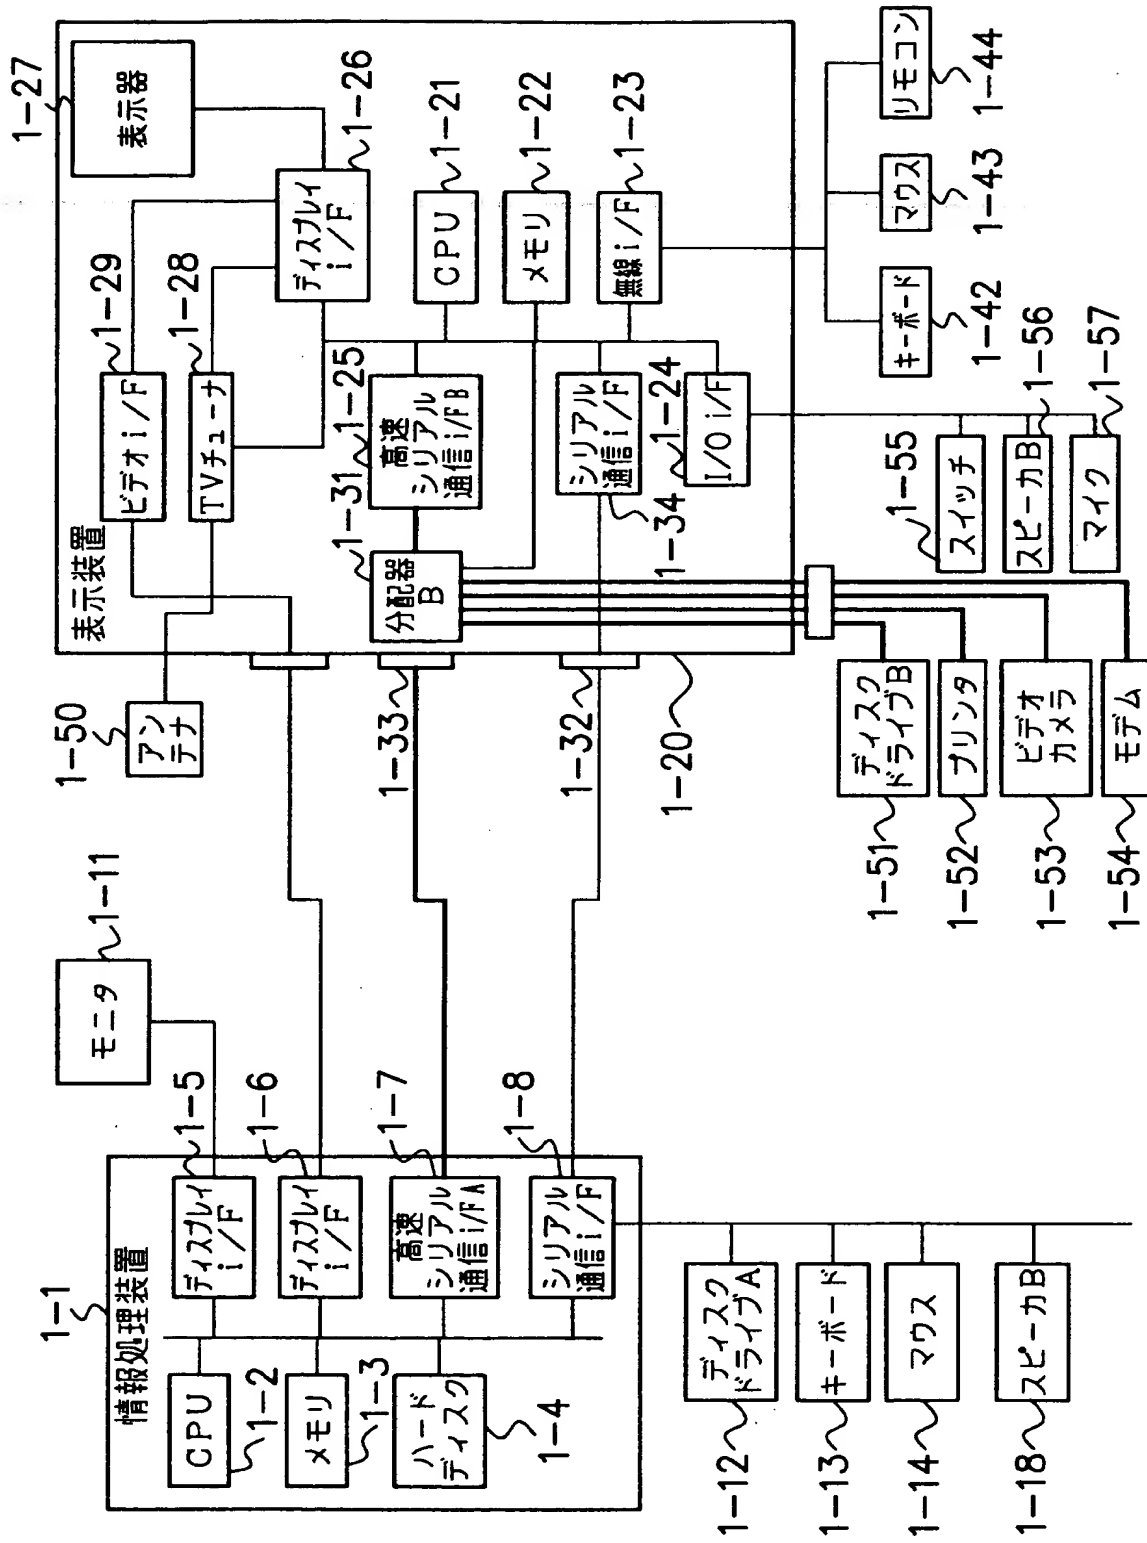 1-1
情報処理装置
CPU
1-2
メモリ
1-3
ハード
ディスク
1-4
ディスプレイ
i/F
1-5
ディスプレイ
i/F
1-6
高速
シリアル
通信i/FA
1-7
シリアル
通信i/F
1-8
モニタ
1-11
ディスク
ドライブA
1-12
キーボード
1-13
マウス
1-14
スピーカB
1-18
アン
テナ
1-50
表示装置
ビデオi/F
1-29
TVチューナ
1-28
表示器
1-27
ディスプレイ
i/F
1-26
CPU
1-21
メモリ
1-22
無線i/F
1-23
高速
シリアル
通信i/FB
1-25
分配器
B
1-31
シリアル
通信i/F
1-34
I/Oi/F
1-24
1-33
1-32
1-20
ディスク
ドライブB
1-51
プリンタ
1-52
ビデオ
カメラ
1-53
モデム
1-54
スイッチ
1-55
スピーカB
1-56
マイク
1-57
キーボード
1-42
マウス
1-43
リモコン
1-44